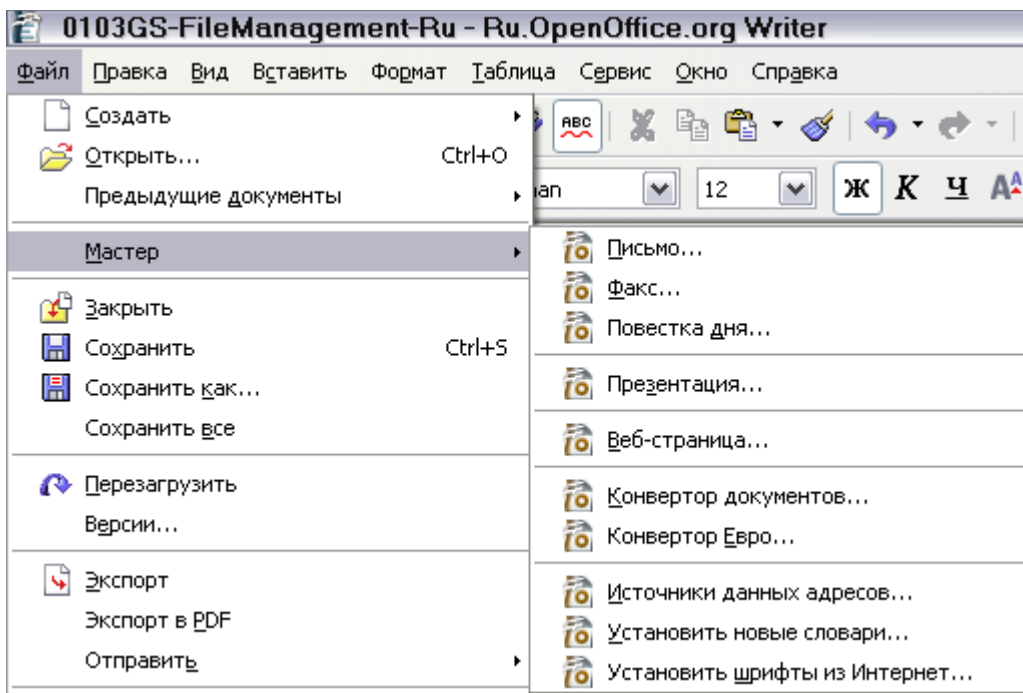 0103GS-FileManagement-Ru - Ru.OpenOffice.org Writer
Файл Правка Вид Вставить Формат Таблица Сервис Окно Справка
Создать
ABC
Открыть... Ctrl+O
Предыдущие документы
12 Ж К Ч
Мастер
Закрыть
Сохранить Ctrl+S
Сохранить как...
Сохранить все
Перезагрузить
Версии...
Экспорт
Экспорт в PDF
Отправить
Письмо...
Факс...
Повестка дня...
Презентация...
Веб-страница...
Конвертор документов...
Конвертор Евро...
Источники данных адресов...
Установить новые словари...
Установить шрифты из Интернет...